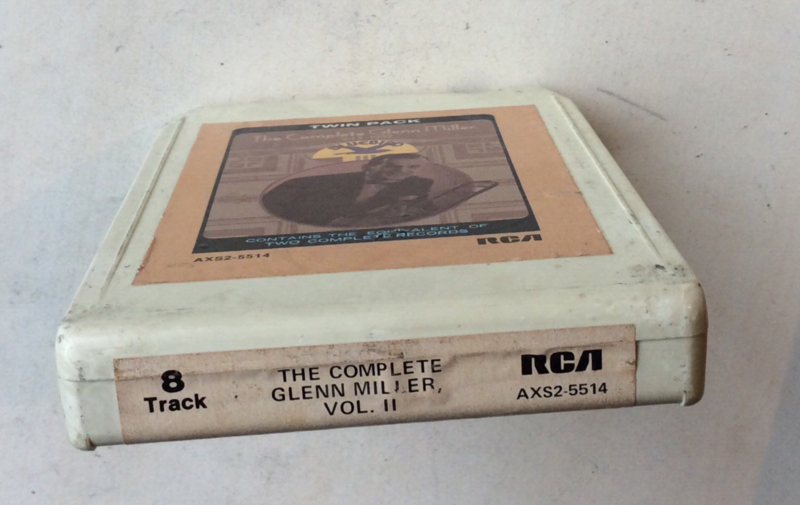 TWIN PACK
The Complete Glenn Miller
CONTAINS THE EQUIVALENT OF
TWO COMPLETE RECORDS
RCA
AXS2-5514
8
Track
THE COMPLETE
GLENN MILLER,
VOL. II
RCA
AXS2-5514